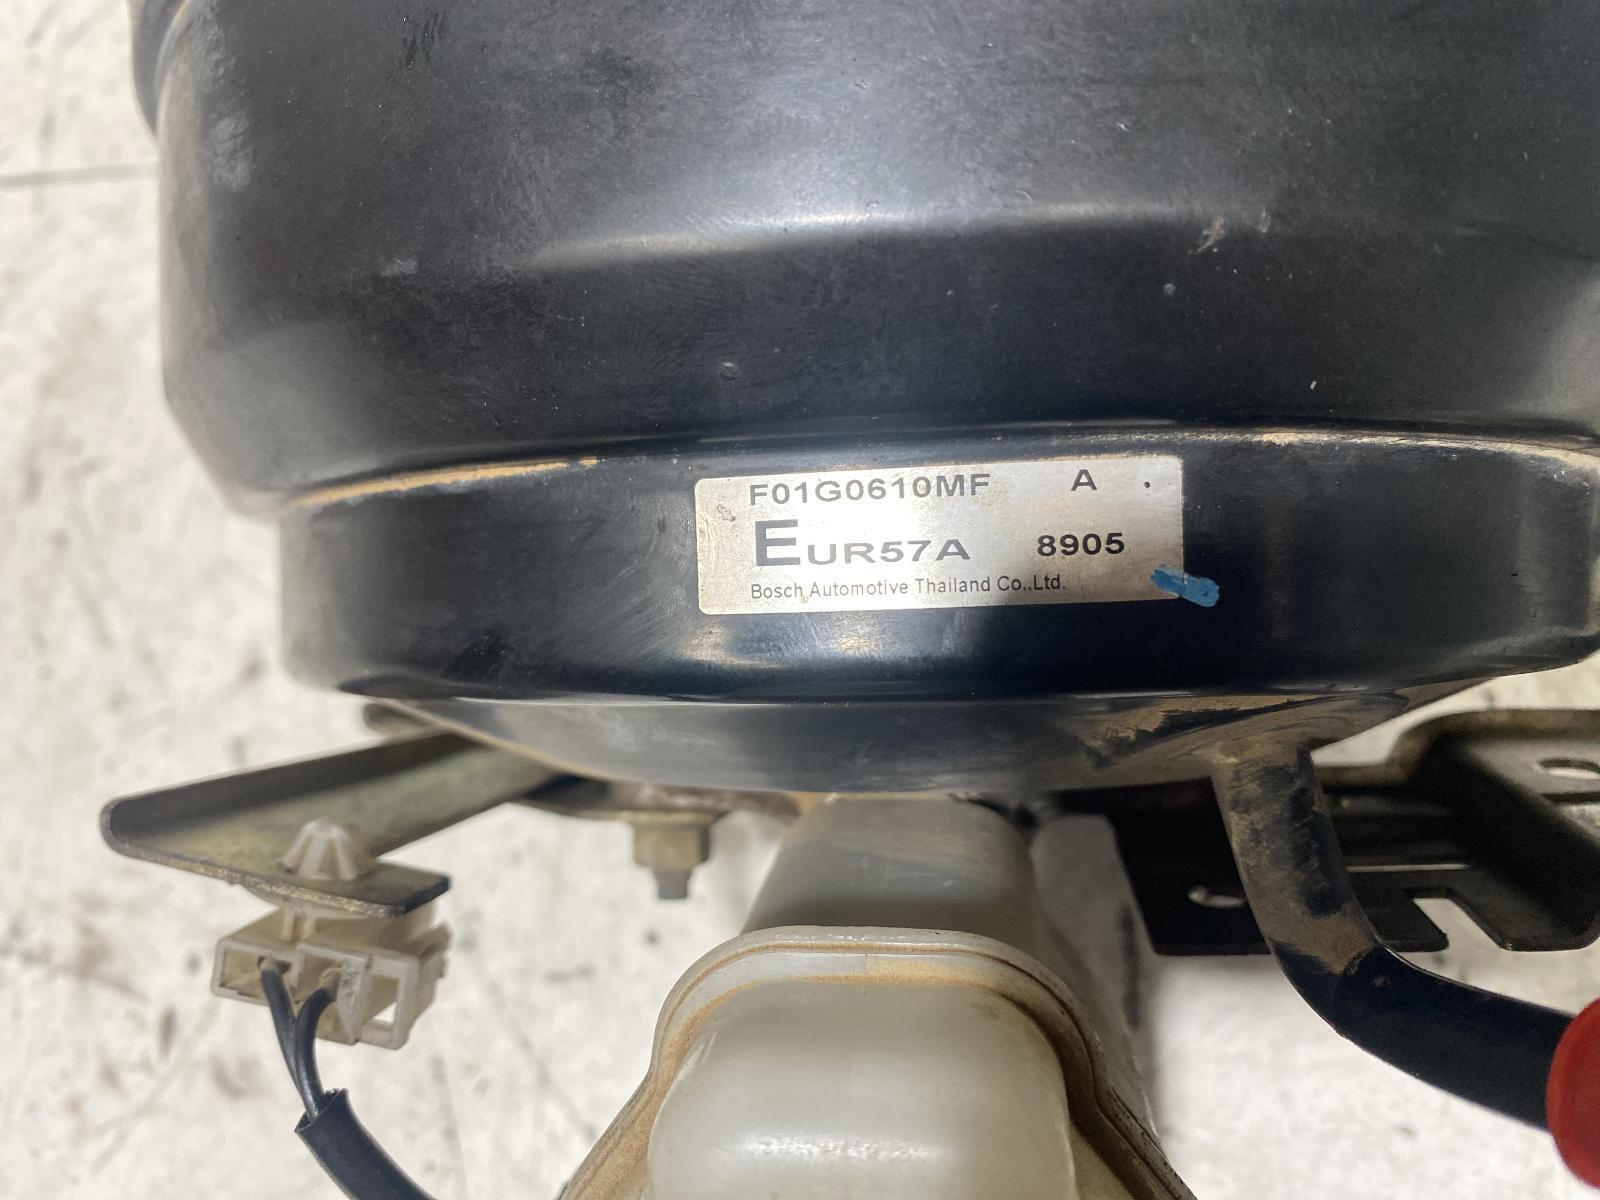 F01G0610MF A
EUR57A 8905
Bosch Automotive Thailand Co.,Ltd.